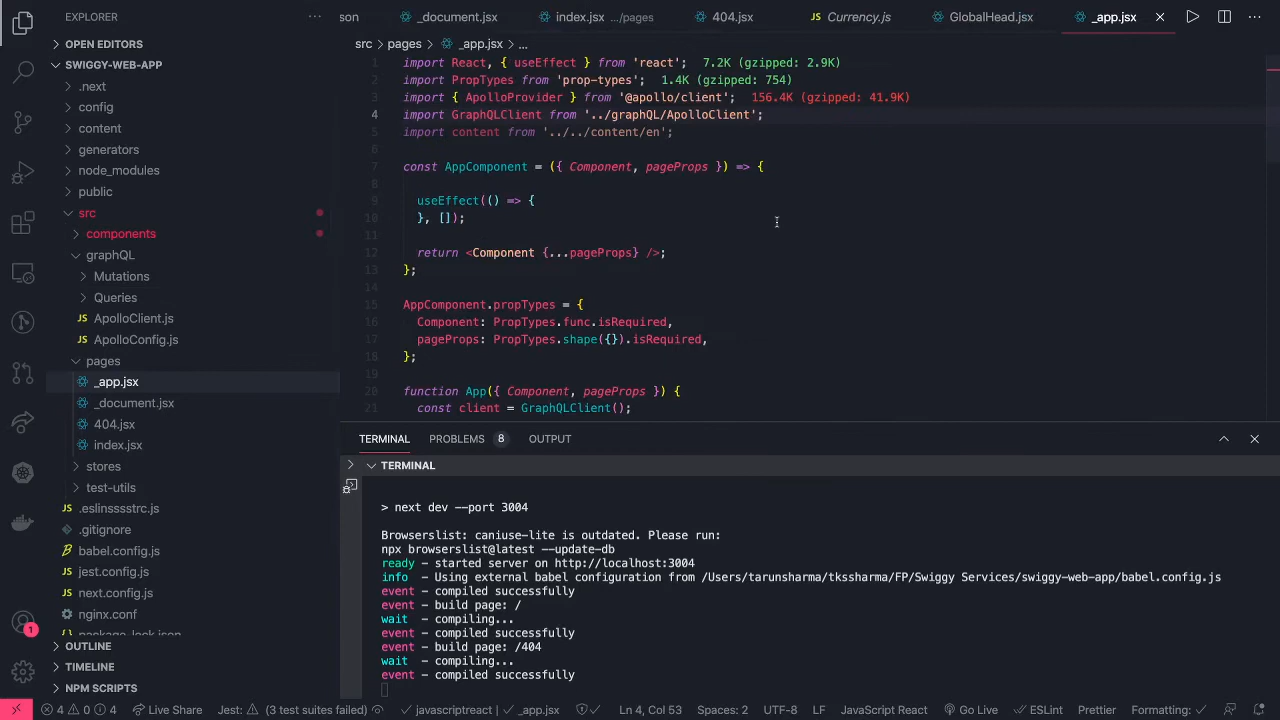 EXPLORER
OPEN EDITORS
SWIGGY-WEB-APP
.next
config
content
generators
node_modules
public
src
components
graphQL
Mutations
Queries
ApolloClient.js
ApolloConfig.js
pages
_app.jsx
_document.jsx
404.jsx
index.jsx
stores
test-utils
.eslinsssstrc.js
.gitignore
babel.config.js
jest.config.js
next.config.js
nginx.conf
package-lock.json
OUTLINE
TIMELINE
NPM SCRIPTS
1
son _document.jsx index.jsx .../pages 404.jsx Currency.js GlobalHead.jsx _app.jsx
src pages _app.jsx ...
1 import React, { useEffect } from 'react'; 7.2K (gzipped: 2.9K)
2 import PropTypes from 'prop-types'; 1.4K (gzipped: 754)
3 import { ApolloProvider } from '@apollo/client'; 156.4K (gzipped: 41.9K)
4 import GraphQLClient from '../graphQL/ApolloClient';
5 import content from '../../content/en';
6
7 const AppComponent = ({ Component, pageProps }) => {
8
9 useEffect(() => {
10 }, []);
11
12 return <Component {...pageProps} />;
13 };
14
15 AppComponent.propTypes = {
16 Component: PropTypes.func.isRequired,
17 pageProps: PropTypes.shape({}).isRequired,
18 };
19
20 function App({ Component, pageProps }) {
21 const client = GraphQLClient();
TERMINAL PROBLEMS 8 OUTPUT
TERMINAL
> next dev --port 3004
Browserslist: caniuse-lite is outdated. Please run:
npx browserslist@latest --update-db
ready - started server on http://localhost:3004
info - Using external babel configuration from /Users/tarunsharma/tkssharma/FP/Swiggy Services/swiggy-web-app/babel.config.js
event - compiled successfully
event - build page: /
wait - compiling...
event - compiled successfully
event - build page: /404
wait - compiling...
event - compiled successfully
4 0 4 Live Share Jest: (3 test suites failed) javascriptreact _app.jsx Ln 4, Col 53 Spaces: 2 UTF-8 LF JavaScript React Go Live ESLint Prettier Formatting: